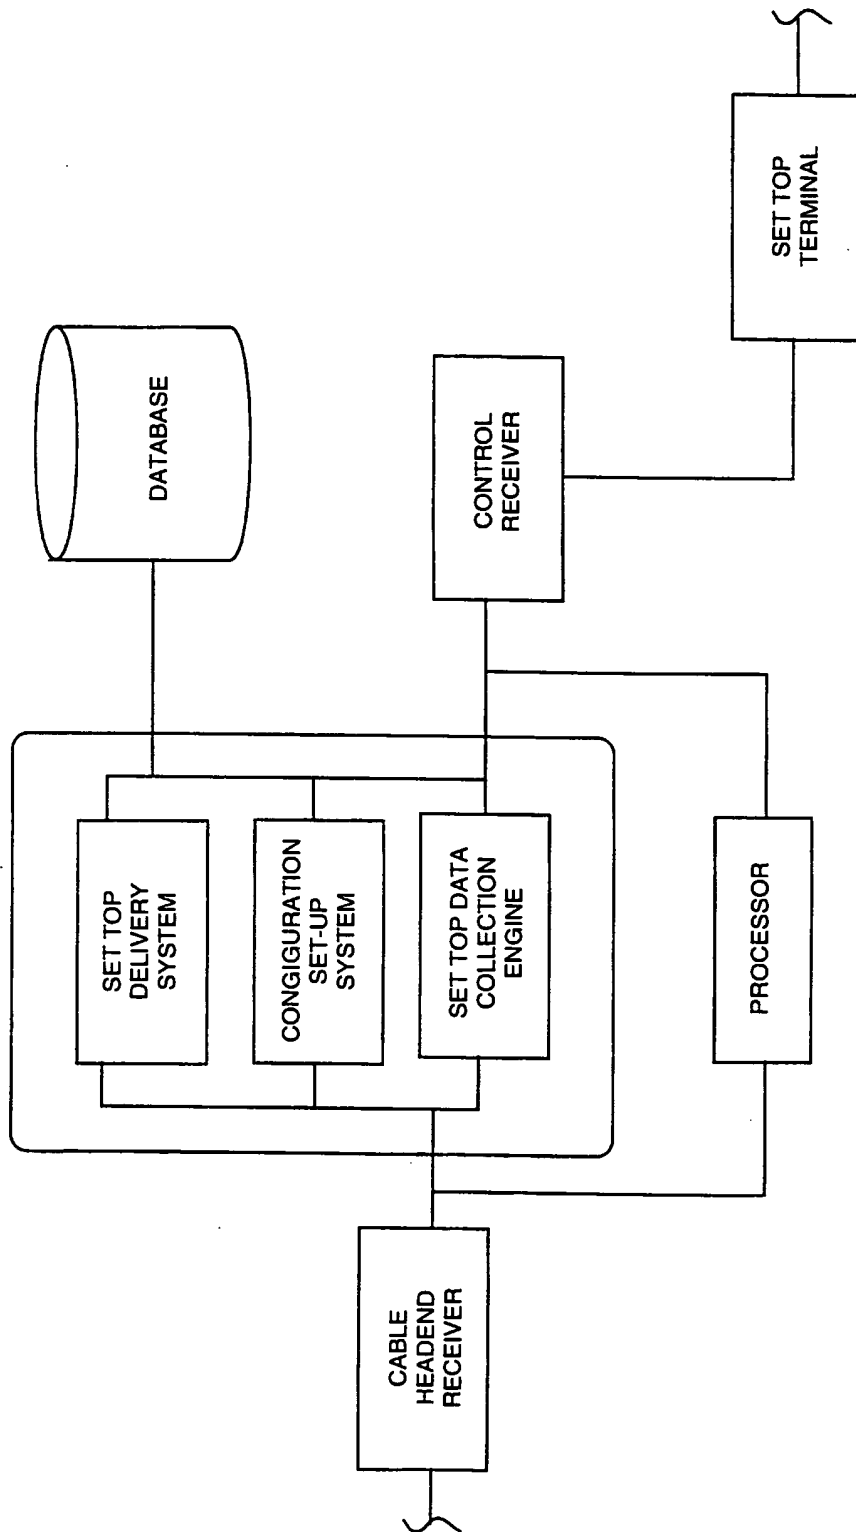 CABLE
HEADEND
RECEIVER
SET TOP
DELIVERY
SYSTEM
CONGIGURATION
SET-UP
SYSTEM
SET TOP DATA
COLLECTION
ENGINE
PROCESSOR
DATABASE
CONTROL
RECEIVER
SET TOP
TERMINAL